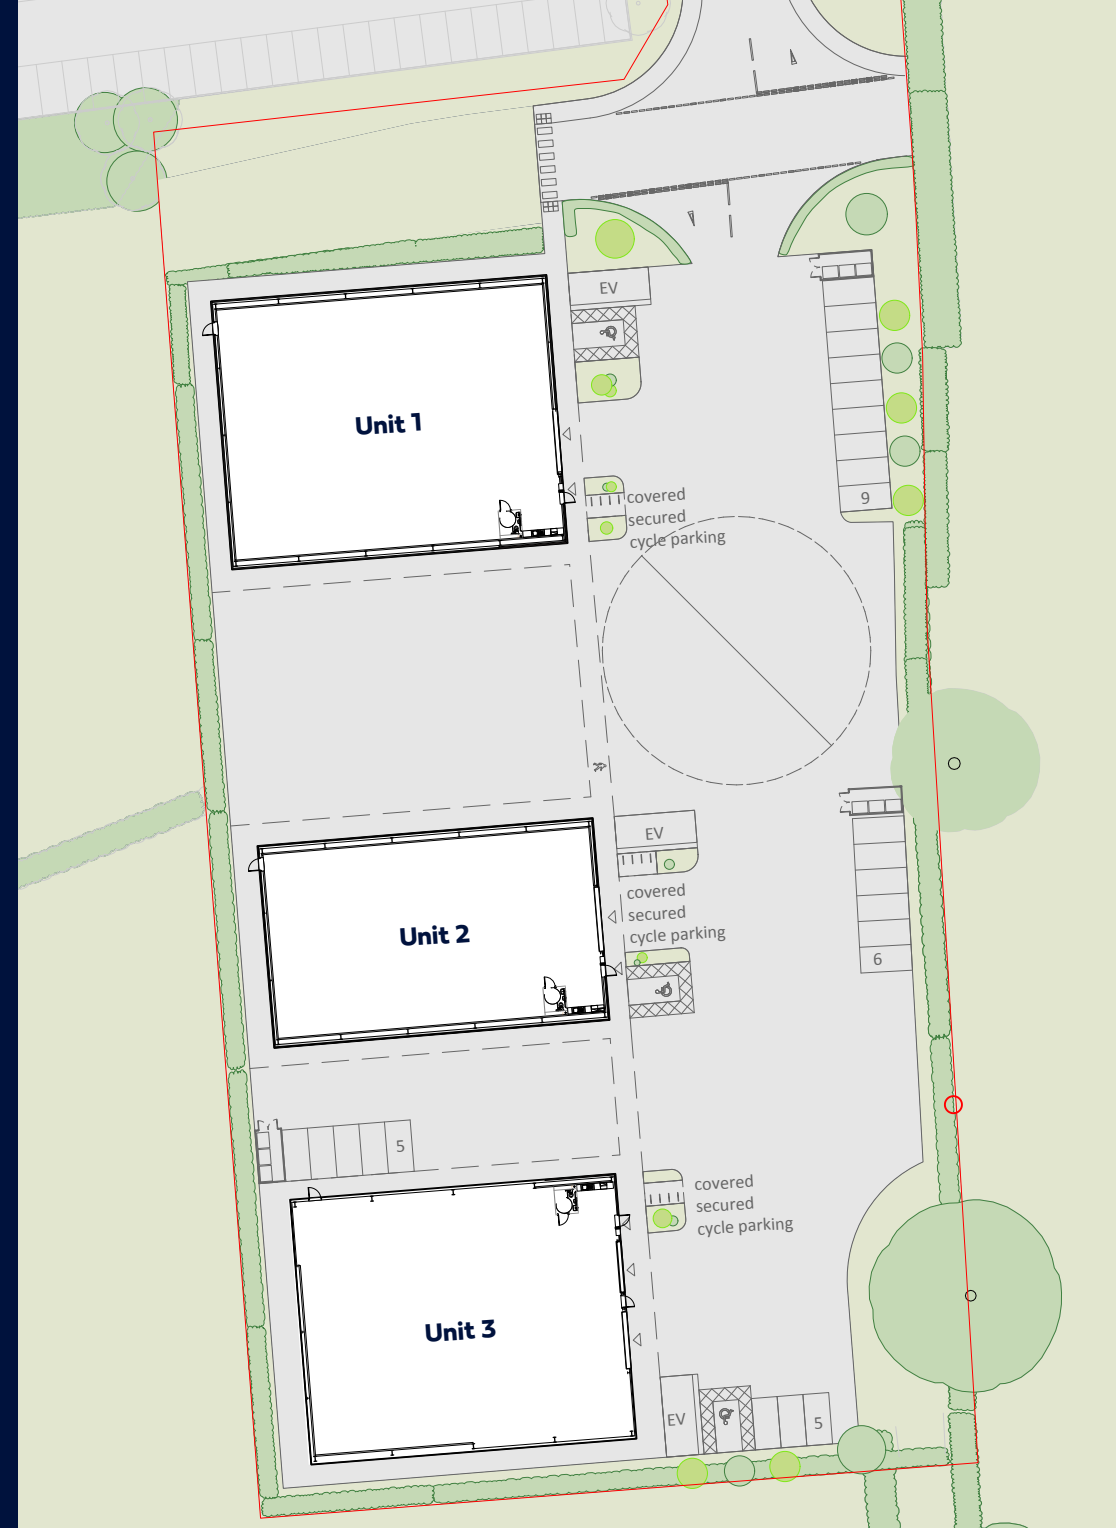 EV
Unit 1
9
covered
secured
cycle parking
EV
covered
secured
cycle parking
Unit 2
6
5
covered
secured
cycle parking
Unit 3
EV
5